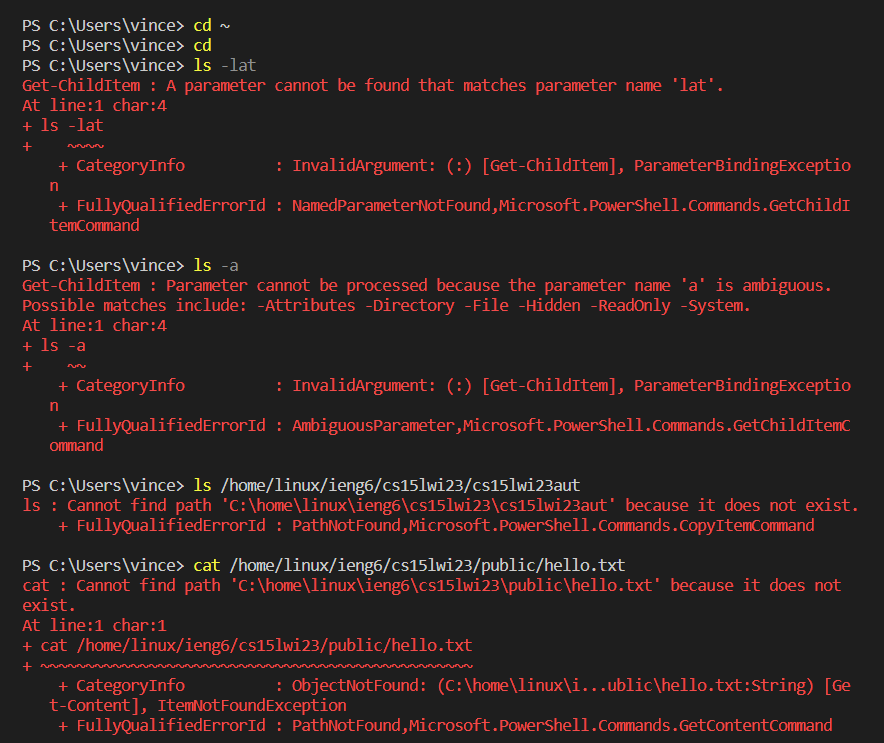 PS C:\Users\vince> cd ~
PS C:\Users\vince> cd
PS C:\Users\vince> ls -lat
Get-ChildItem : A parameter cannot be found that matches parameter name 'lat'.
At line:1 char:4
+ ls -lat
+    ~~~~
    + CategoryInfo          : InvalidArgument: (:) [Get-ChildItem], ParameterBindingExceptio
   n
    + FullyQualifiedErrorId : NamedParameterNotFound,Microsoft.PowerShell.Commands.GetChildI
   temCommand

PS C:\Users\vince> ls -a
Get-ChildItem : Parameter cannot be processed because the parameter name 'a' is ambiguous.
Possible matches include: -Attributes -Directory -File -Hidden -ReadOnly -System.
At line:1 char:4
+ ls -a
+    ~~
    + CategoryInfo          : InvalidArgument: (:) [Get-ChildItem], ParameterBindingExceptio
   n
    + FullyQualifiedErrorId : AmbiguousParameter,Microsoft.PowerShell.Commands.GetChildItemC
   ommand

PS C:\Users\vince> ls /home/linux/ieng6/cs15lwi23/cs15lwi23aut
ls : Cannot find path 'C:\home\linux\ieng6\cs15lwi23\cs15lwi23aut' because it does not exist.
    + FullyQualifiedErrorId : PathNotFound,Microsoft.PowerShell.Commands.CopyItemCommand

PS C:\Users\vince> cat /home/linux/ieng6/cs15lwi23/public/hello.txt
cat : Cannot find path 'C:\home\linux\ieng6\cs15lwi23\public\hello.txt' because it does not
exist.
At line:1 char:1
+ cat /home/linux/ieng6/cs15lwi23/public/hello.txt
+ ~~~~~~~~~~~~~~~~~~~~~~~~~~~~~~~~~~~~~~~~~~~~~~~~
    + CategoryInfo          : ObjectNotFound: (C:\home\linux\i...ublic\hello.txt:String) [Ge
   t-Content], ItemNotFoundException
    + FullyQualifiedErrorId : PathNotFound,Microsoft.PowerShell.Commands.GetContentCommand